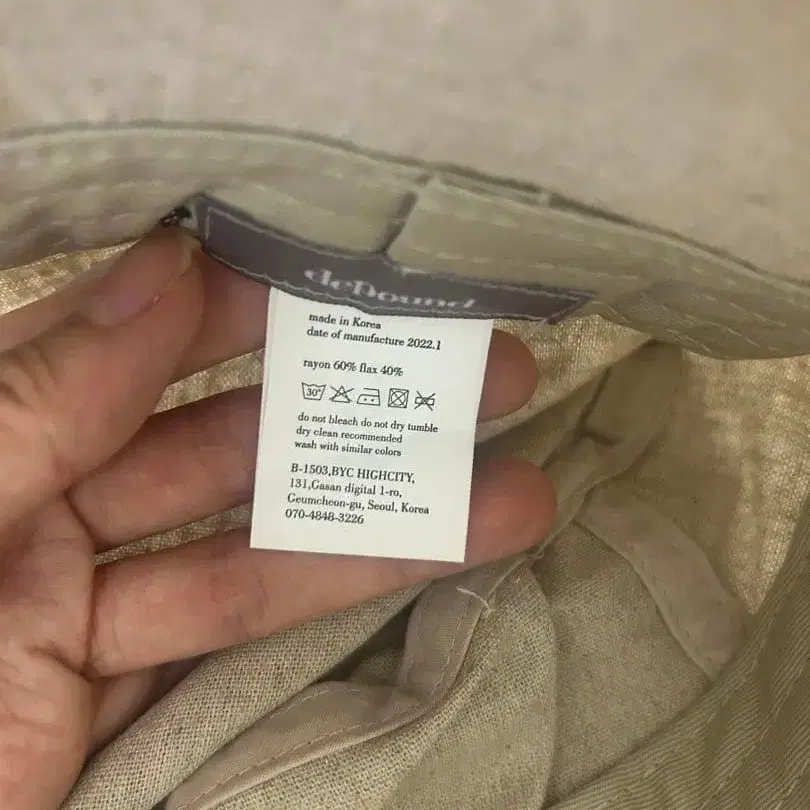 deBound
made in Korea
date of manufacture 2022.1
rayon 60% flax 40%
30°
do not bleach do not dry tumble
dry clean recommended
wash with similar colors
B-1503,BYC HIGHCITY,
131,Gasan digital 1-ro,
Geumcheon-gu, Seoul, Korea
070-4848-3226